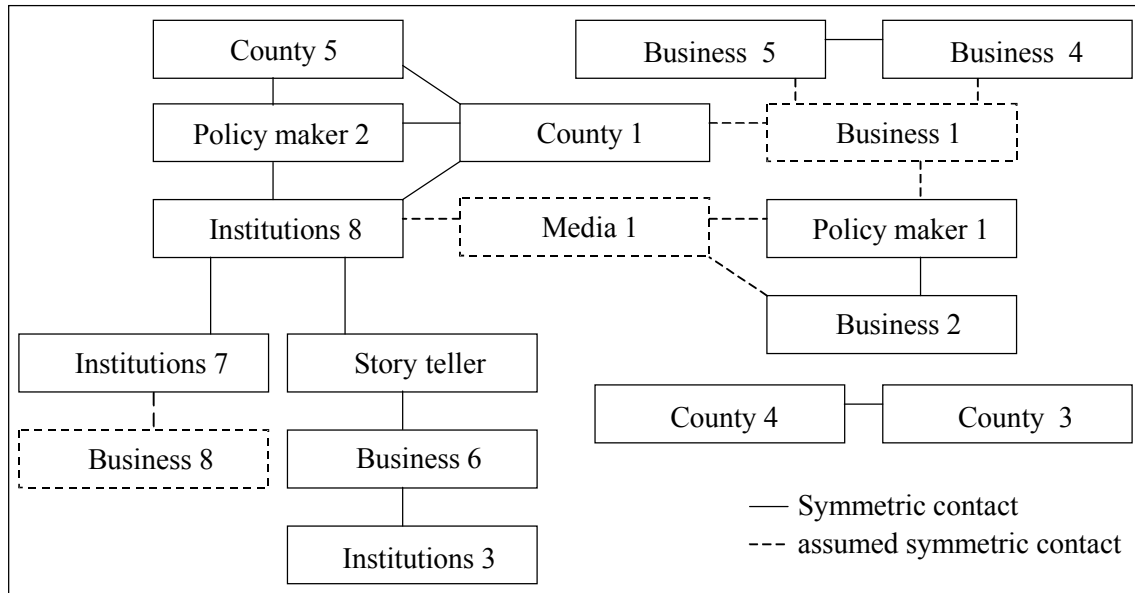 County 5
Business 5
Business 4
Policy maker 2
County 1
Business 1
Institutions 8
Media 1
Policy maker 1
Business 2
Institutions 7
Story teller
County 4
County 3
Business 8
Business 6
Symmetric contact
assumed symmetric contact
Institutions 3